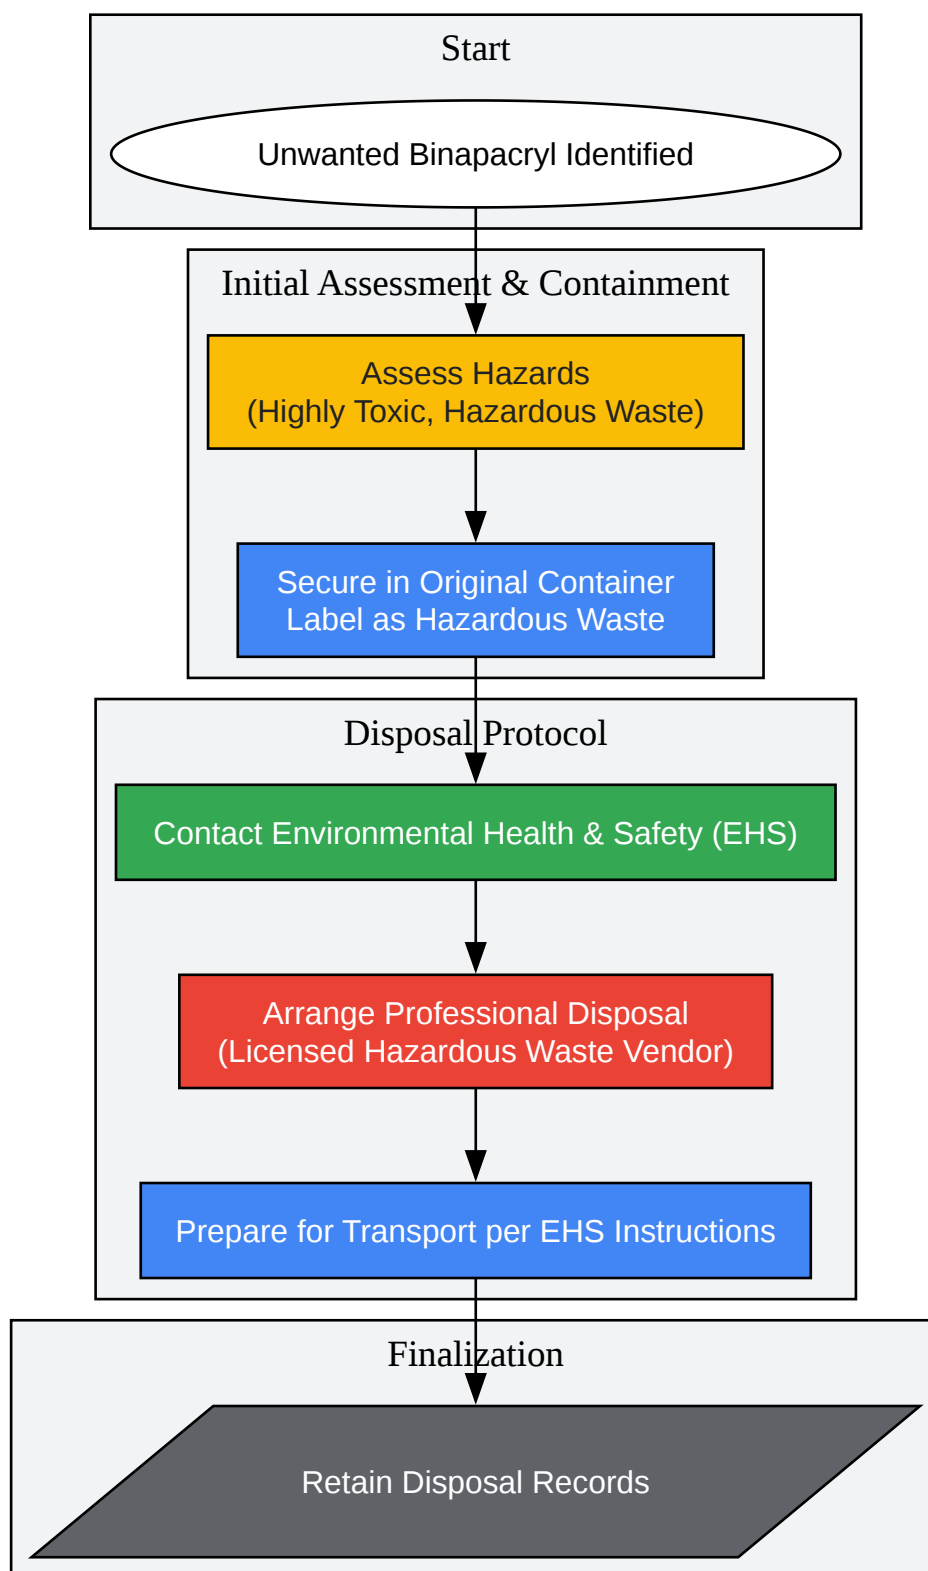 Start
Unwanted Binapacryl Identified
Initial Assessment & Containment
Assess Hazards
(Highly Toxic, Hazardous Waste)
Secure in Original Container
Label as Hazardous Waste
Disposal Protocol
Contact Environmental Health & Safety (EHS)
Arrange Professional Disposal
(Licensed Hazardous Waste Vendor)
Prepare for Transport per EHS Instructions
Finalization
Retain Disposal Records